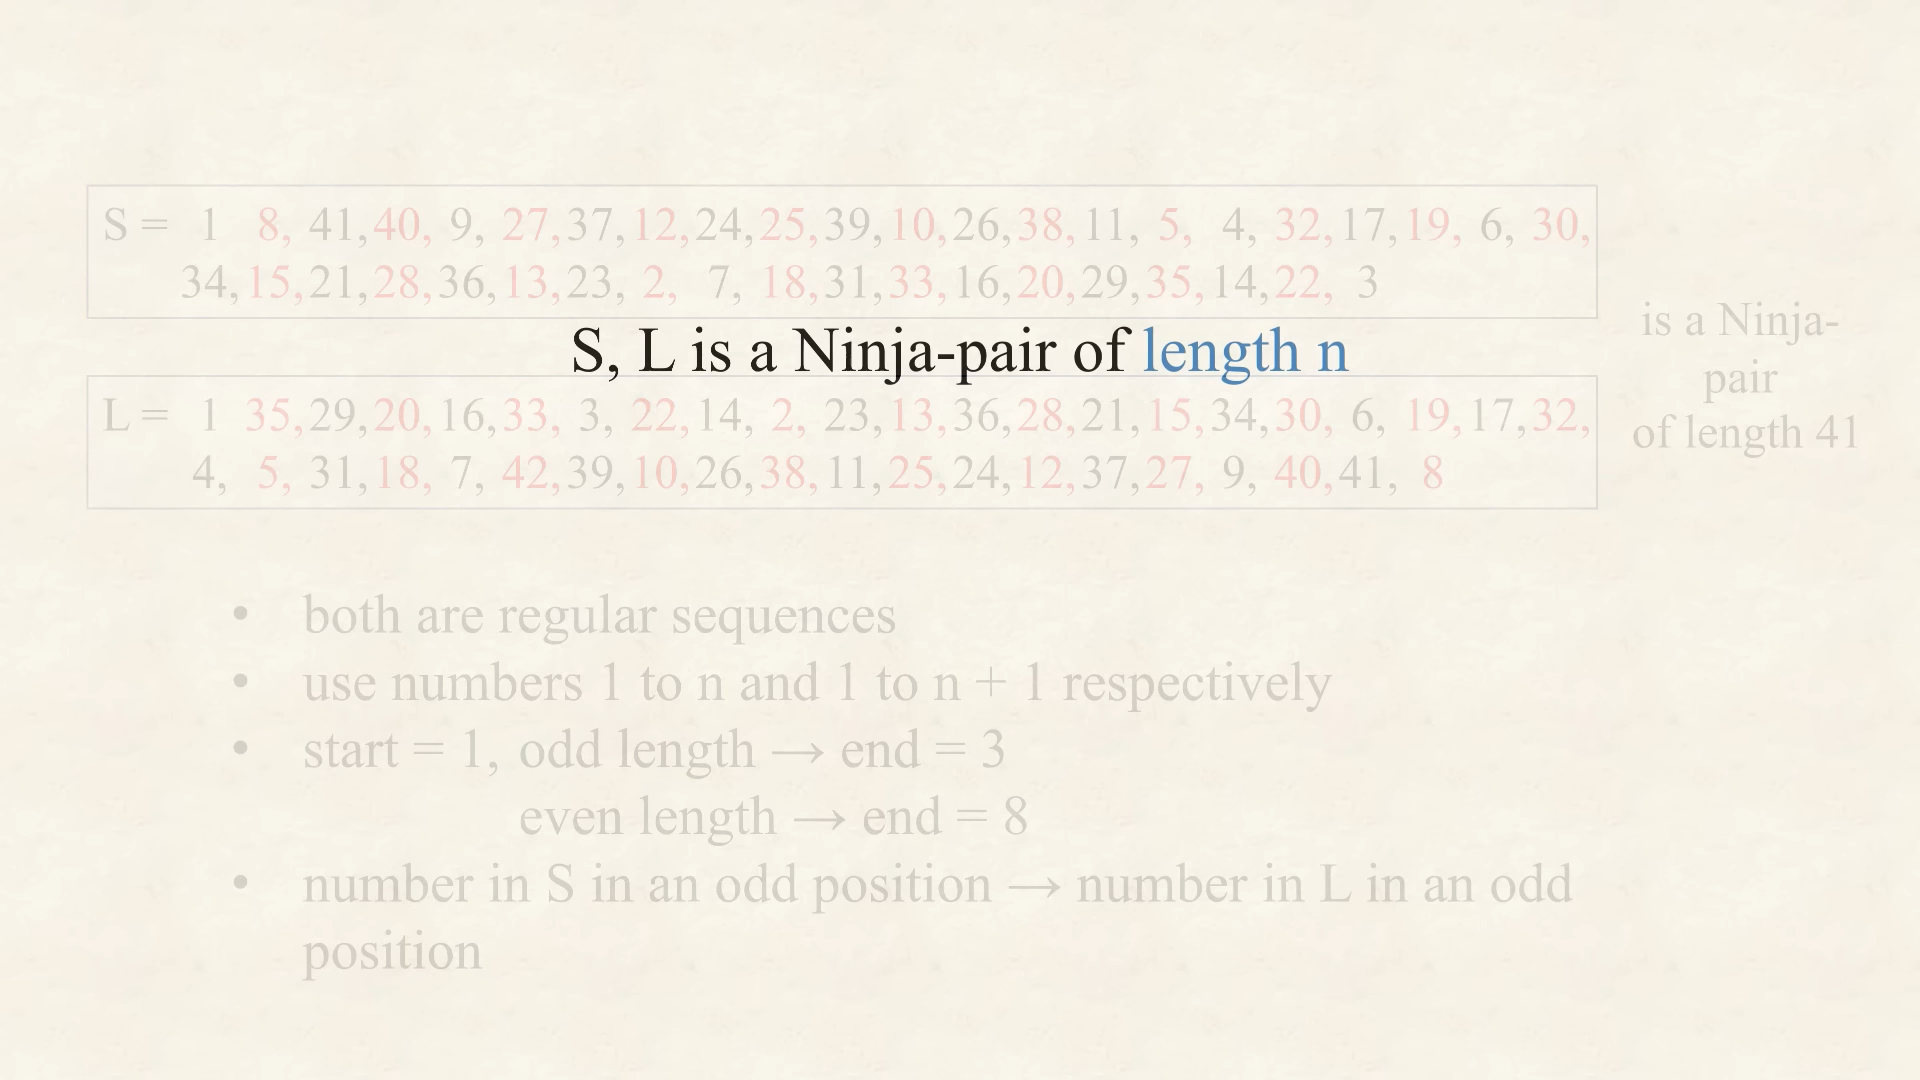 S = 1 8, 41, 40, 9, 27, 37, 12, 24, 25, 39, 10, 26, 38, 11, 5, 4, 32, 17, 19, 6, 30,
34, 15, 21, 28, 36, 13, 23, 2, 7, 18, 31, 33, 16, 20, 29, 35, 14, 22, 3
S, L is a Ninja-pair of length n
L = 1 35, 29, 20, 16, 33, 3, 22, 14, 2, 23, 13, 36, 28, 21, 15, 34, 30, 6, 19, 17, 32,
4, 5, 31, 18, 7, 42, 39, 10, 26, 38, 11, 25, 24, 12, 37, 27, 9, 40, 41, 8
is a Ninja-
pair
of length 41
• both are regular sequences
• use numbers 1 to n and 1 to n + 1 respectively
• start = 1, odd length → end = 3
even length → end = 8
• number in S in an odd position → number in L in an odd
position